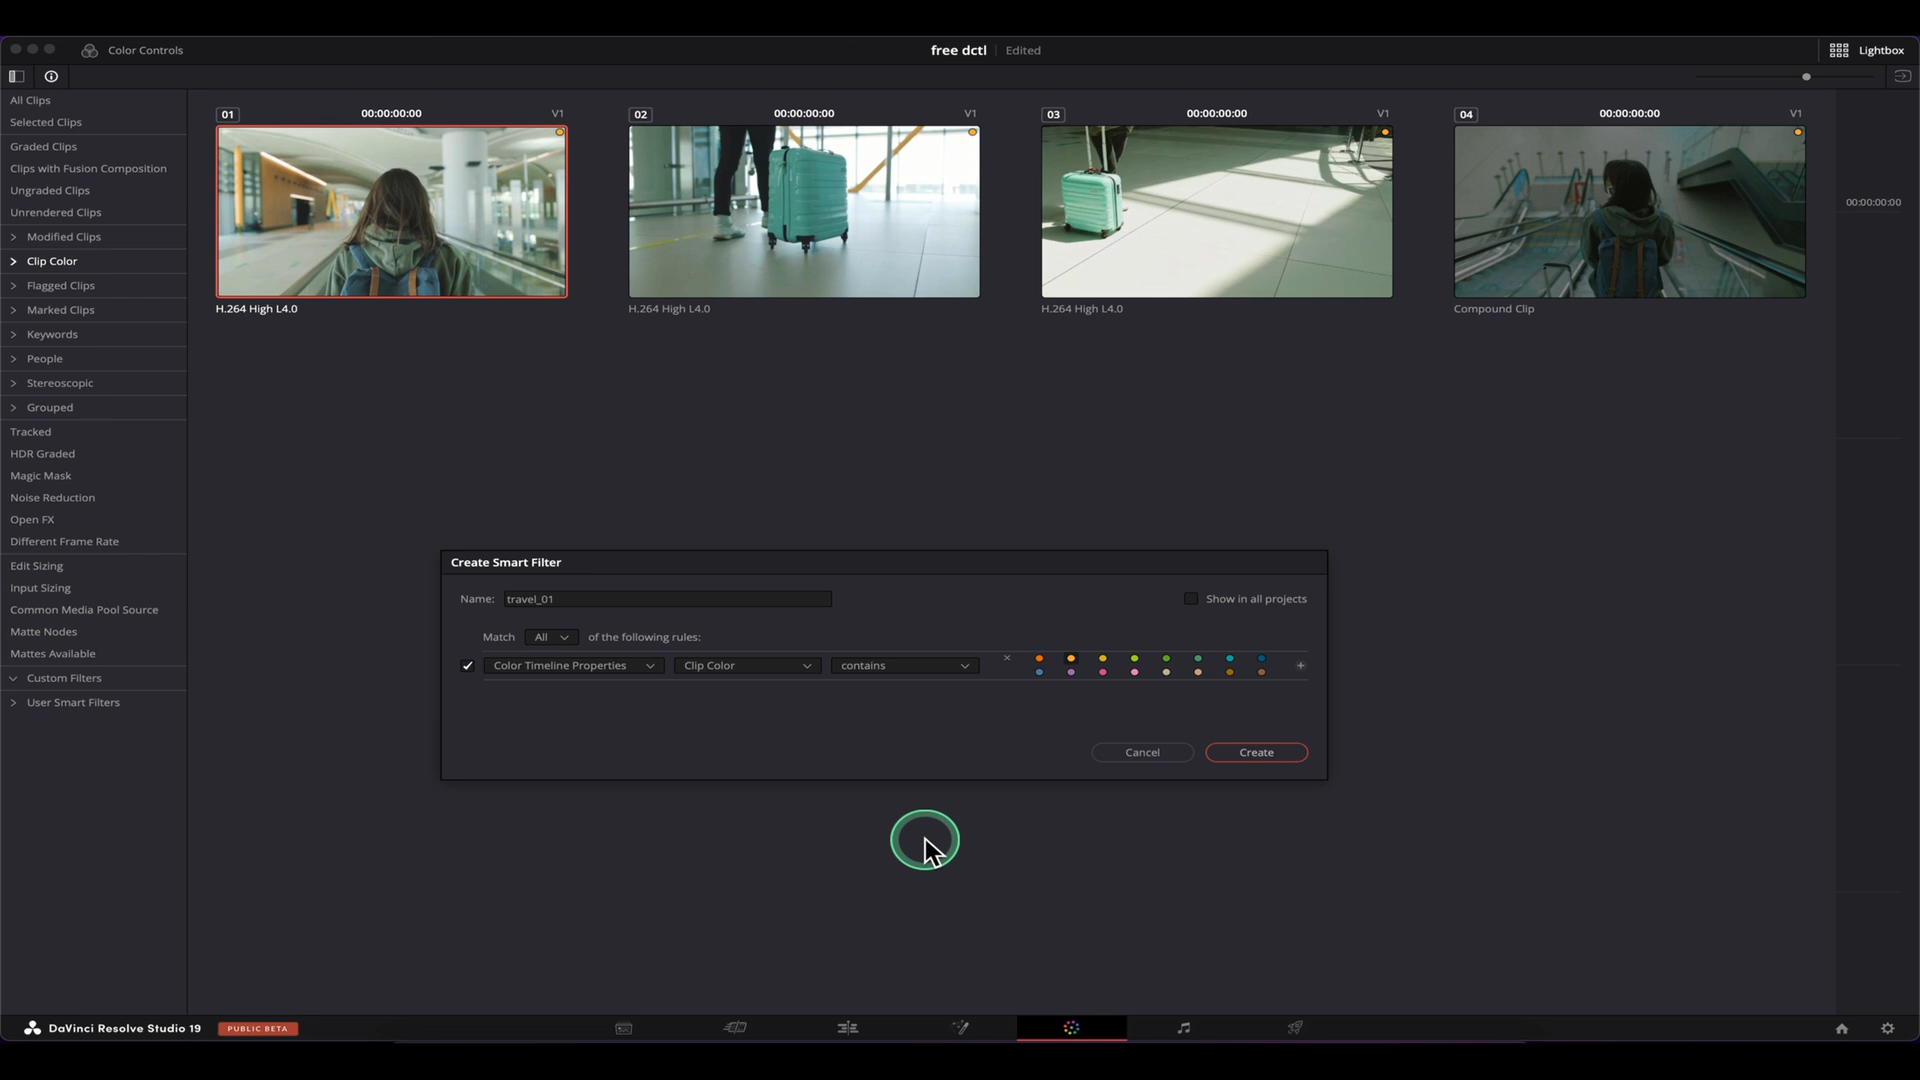 Color Controls
free dctl
Edited
Lightbox
All Clips
Selected Clips
Graded Clips
Clips with Fusion Composition
Ungraded Clips
Unrendered Clips
Modified Clips
Clip Color
Flagged Clips
Marked Clips
Keywords
People
Stereoscopic
Grouped
Tracked
HDR Graded
Magic Mask
Noise Reduction
Open FX
Different Frame Rate
Edit Sizing
Input Sizing
Common Media Pool Source
Matte Nodes
Mattes Available
Custom Filters
User Smart Filters
01 00:00:00:00 V1
H.264 High L4.0
02 00:00:00:00 V1
H.264 High L4.0
03 00:00:00:00 V1
H.264 High L4.0
04 00:00:00:00 V1
Compound Clip
00:00:00:00
Create Smart Filter
Name: travel_01
Show in all projects
Match All of the following rules:
Color Timeline Properties Clip Color contains
Cancel Create
DaVinci Resolve Studio 19 PUBLIC BETA